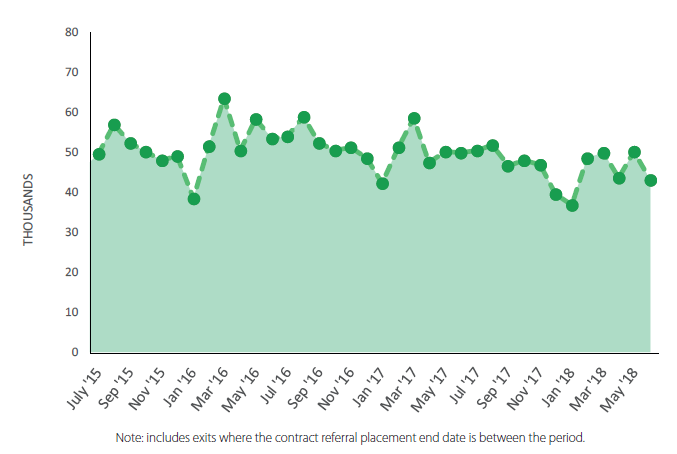 80
70
60
50
40
30
20
10
0
THOUSANDS
July '15
Sep '15
Nov '15
Jan '16
Mar '16
May '16
Jul '16
Sep '16
Nov '16
Jan '17
Mar '17
May '17
Jul '17
Sep '17
Nov '17
Jan '18
Mar '18
May '18
Note: includes exits where the contract referral placement end date is between the period.